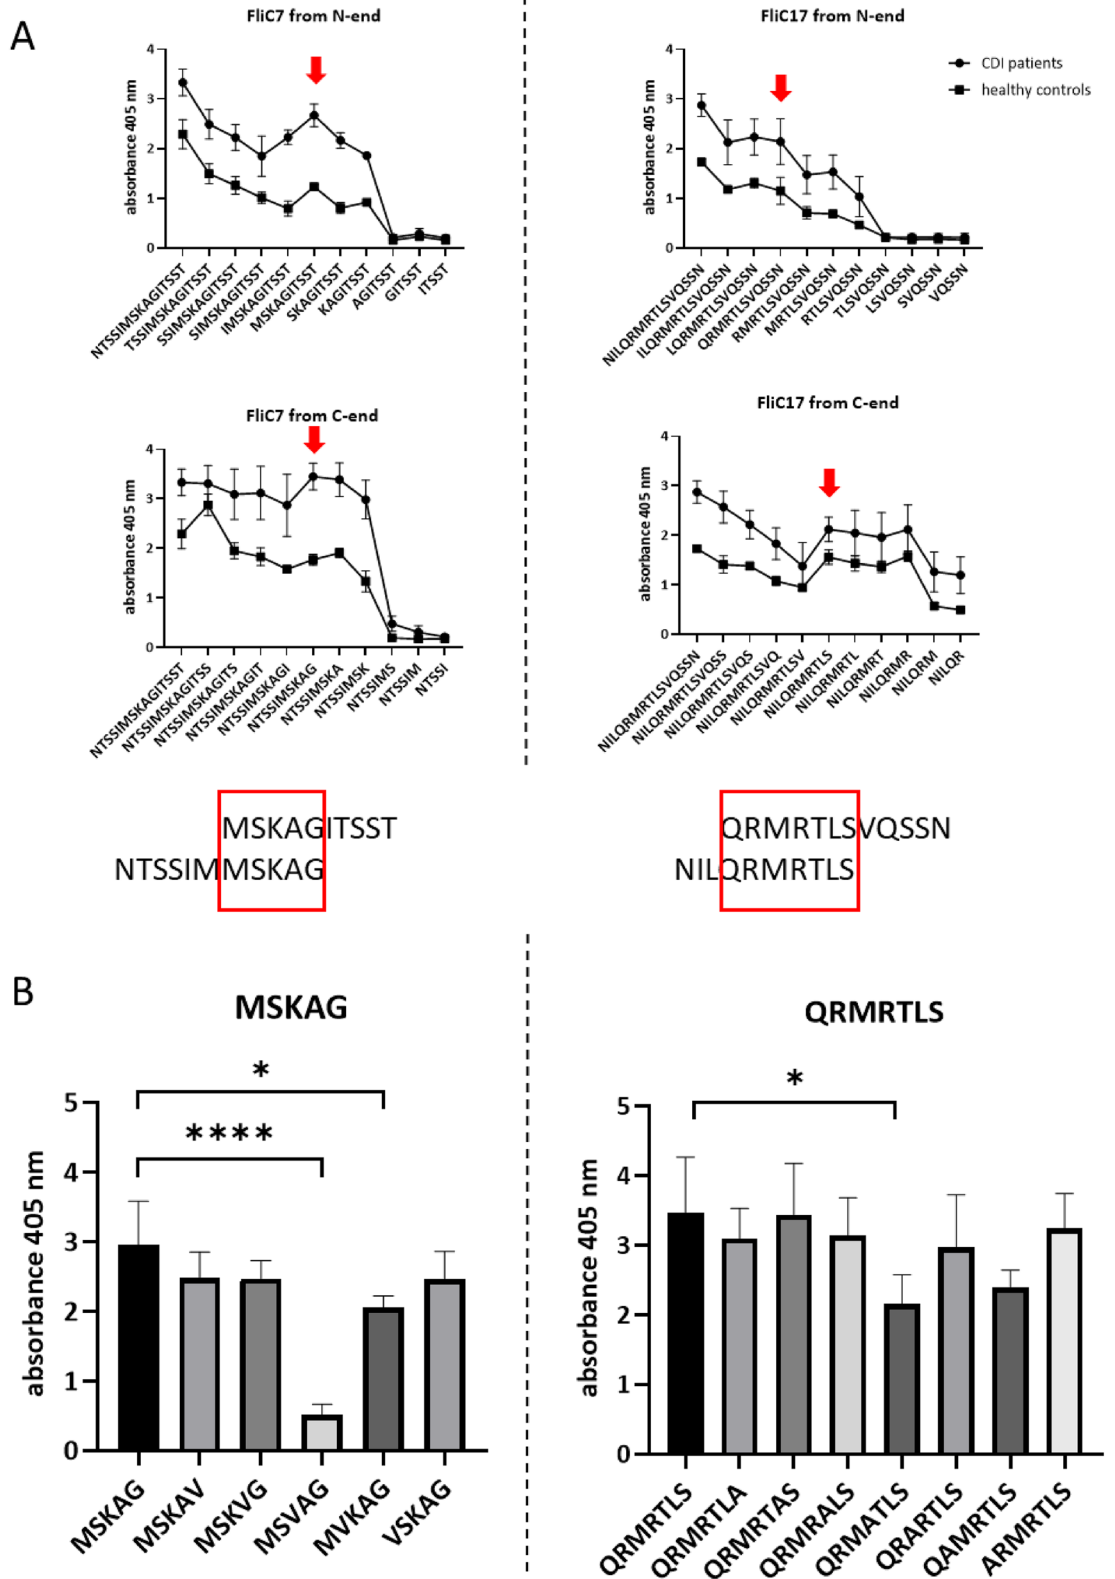 A
FliC7 from N-end
absorbance 405 nm
4
3
2
1
0
NTSSIMSKAGITSST
TSSIMSKAGITSST
SSIMSKAGITSST
SIMSKAGITSST
IMSKAGITSST
MSKAGITSST
SKAGITSST
KAGITSST
AGITSST
GITSST
ITSST
FliC17 from N-end
absorbance 405 nm
4
3
2
1
0
NILQRMRTLSVQSSN
ILQRMRTLSVQSSN
LQRMRTLSVQSSN
QRMRTLSVQSSN
RMRTLSVQSSN
MRTLSVQSSN
RTLSVQSSN
TLSVQSSN
LSVQSSN
SVQSSN
VQSSN
CDI patients
healthy controls
FliC7 from C-end
absorbance 405 nm
4
3
2
1
0
NTSSIMSKAGITSST
NTSSIMSKAGITSS
NTSSIMSKAGITS
NTSSIMSKAGIT
NTSSIMSKAGI
NTSSIMSKAG
NTSSIMSKA
NTSSIMSK
NTSSIMS
NTSSIM
NTSSI
FliC17 from C-end
absorbance 405 nm
4
3
2
1
0
NILQRMRTLSVQSSN
NILQRMRTLSVQSS
NILQRMRTLSVQS
NILQRMRTLSVQ
NILQRMRTLSV
NILQRMRTLS
NILQRMRTL
NILQRMRT
NILQRMR
NILQRM
NILQR
MSKAGITSST
NTSSIMMSKAG
QRMRTLSVQSSN
NILQRMRTLS
B
MSKAG
*
****
absorbance 405 nm
5
4
3
2
1
0
MSKAG
MSKAV
MSKVG
MSVAG
MVKAG
VSKAG
QRMRTLS
*
absorbance 405 nm
5
4
3
2
1
0
QRMRTLS
QRMRTLA
QRMRTAS
QRMRALS
QRMATLS
QRARTLS
QAMRTLS
ARMRTLS